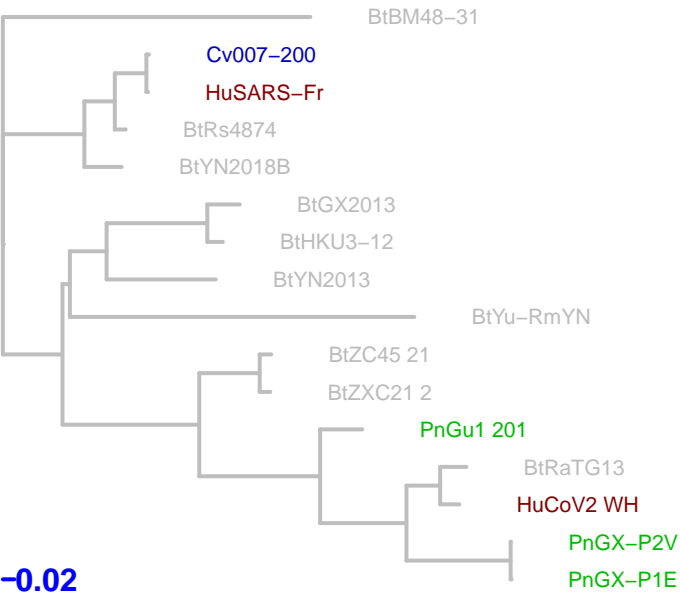 BtBM48−31
Cv007−200
HuSARS−Fr
BtRs4874
BtYN2018B
BtGX2013
BtHKU3−12
BtYN2013
BtYu−RmYN
BtZC45 21
BtZXC21 2
PnGu1 201
BtRaTG13
HuCoV2 WH
PnGX−P2V
−0.02
PnGX−P1E